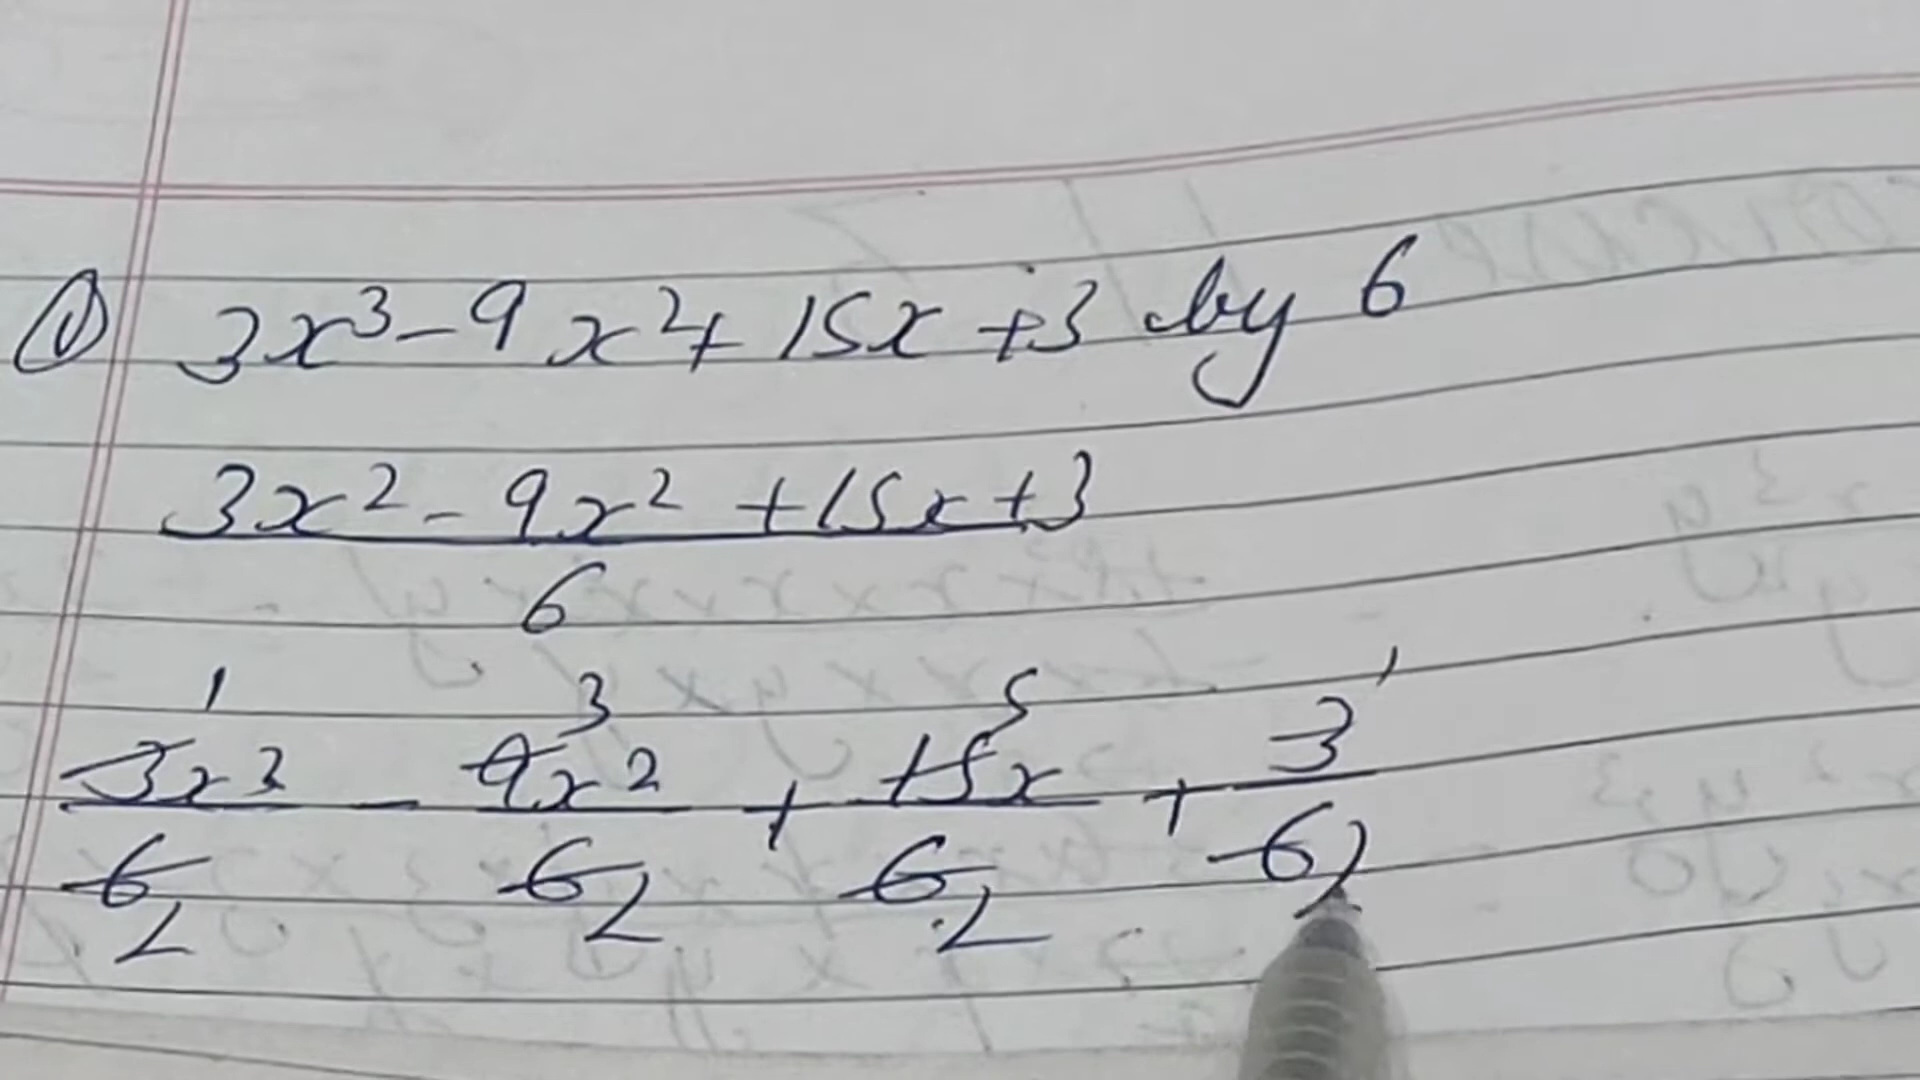 ① 3x³ - 9x² + 15x + 3 by 6
3x² - 9x² + 15x + 3
6
1 3 5 1
3x³ - 9x² + 15x + 3
6 6 6 6
2 2 2 2